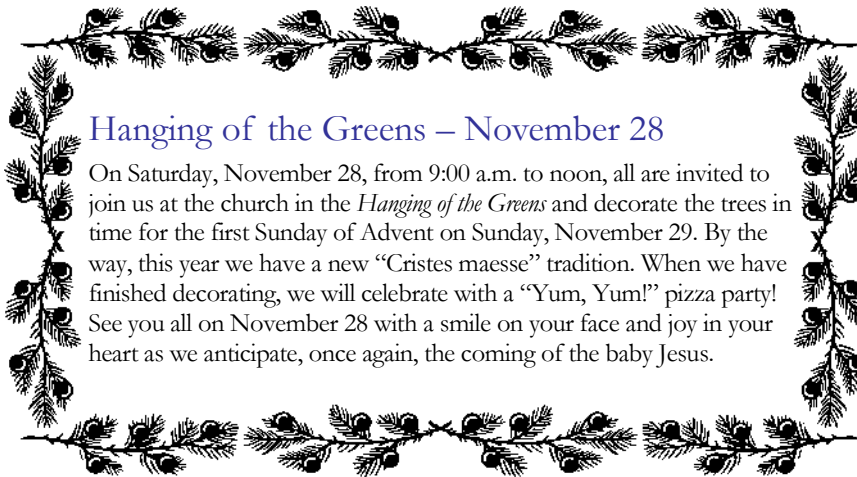 Hanging of the Greens – November 28
On Saturday, November 28, from 9:00 a.m. to noon, all are invited to
join us at the church in the Hanging of the Greens and decorate the trees in
time for the first Sunday of Advent on Sunday, November 29. By the
way, this year we have a new “Cristes maesse” tradition. When we have
finished decorating, we will celebrate with a “Yum, Yum!” pizza party!
See you all on November 28 with a smile on your face and joy in your
heart as we anticipate, once again, the coming of the baby Jesus.